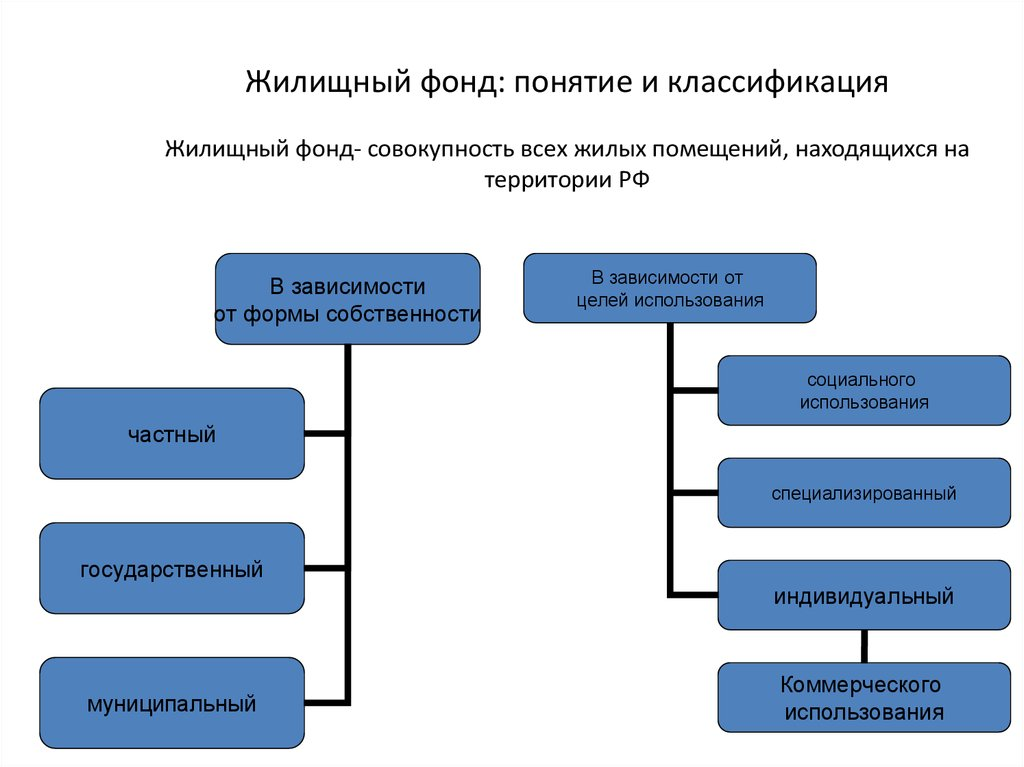 Жилищный фонд: понятие и классификация
Жилищный фонд- совокупность всех жилых помещений, находящихся на
территории РФ
В зависимости
от формы собственности
частный
государственный
муниципальный
В зависимости от
целей использования
социального
использования
специализированный
индивидуальный
Коммерческого
использования